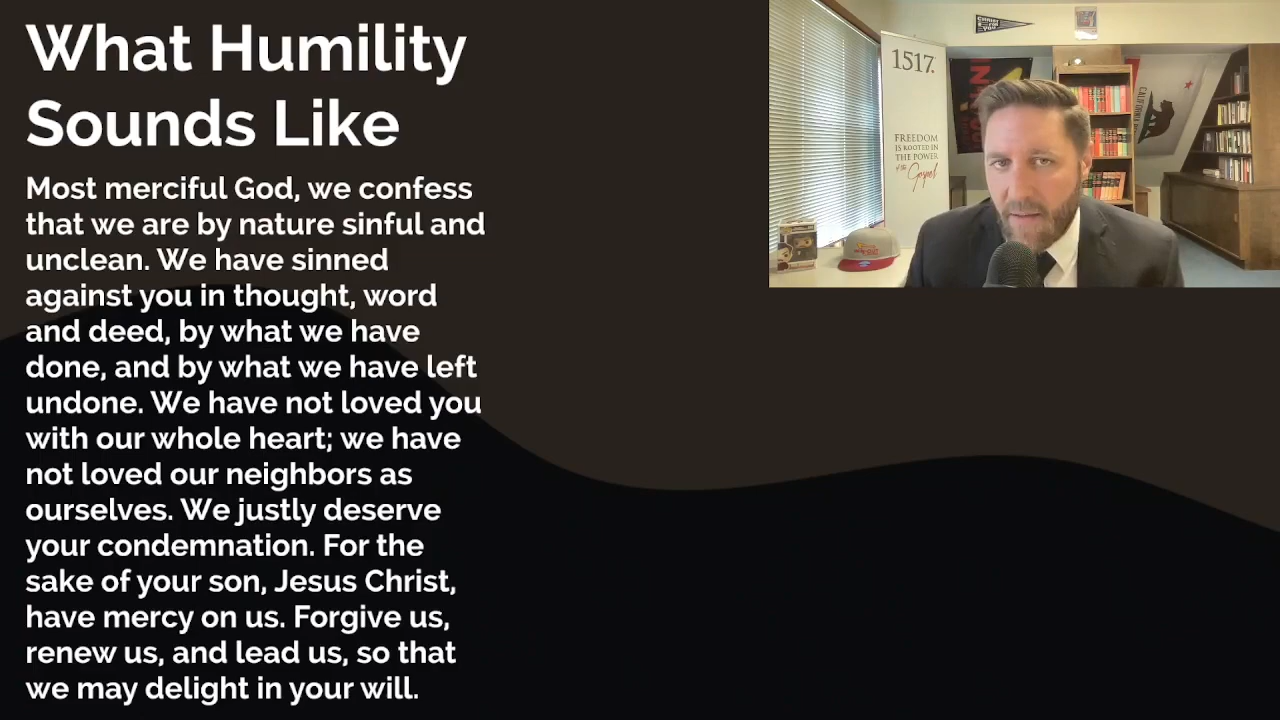 What Humility
Sounds Like
Most merciful God, we confess
that we are by nature sinful and
unclean. We have sinned
against you in thought, word
and deed, by what we have
done, and by what we have left
undone. We have not loved you
with our whole heart; we have
not loved our neighbors as
ourselves. We justly deserve
your condemnation. For the
sake of your son, Jesus Christ,
have mercy on us. Forgive us,
renew us, and lead us, so that
we may delight in your will.
CHRIST
FOR
YOU
1517.
FREEDOM
IS ROOTED IN
THE POWER
of the Gospel